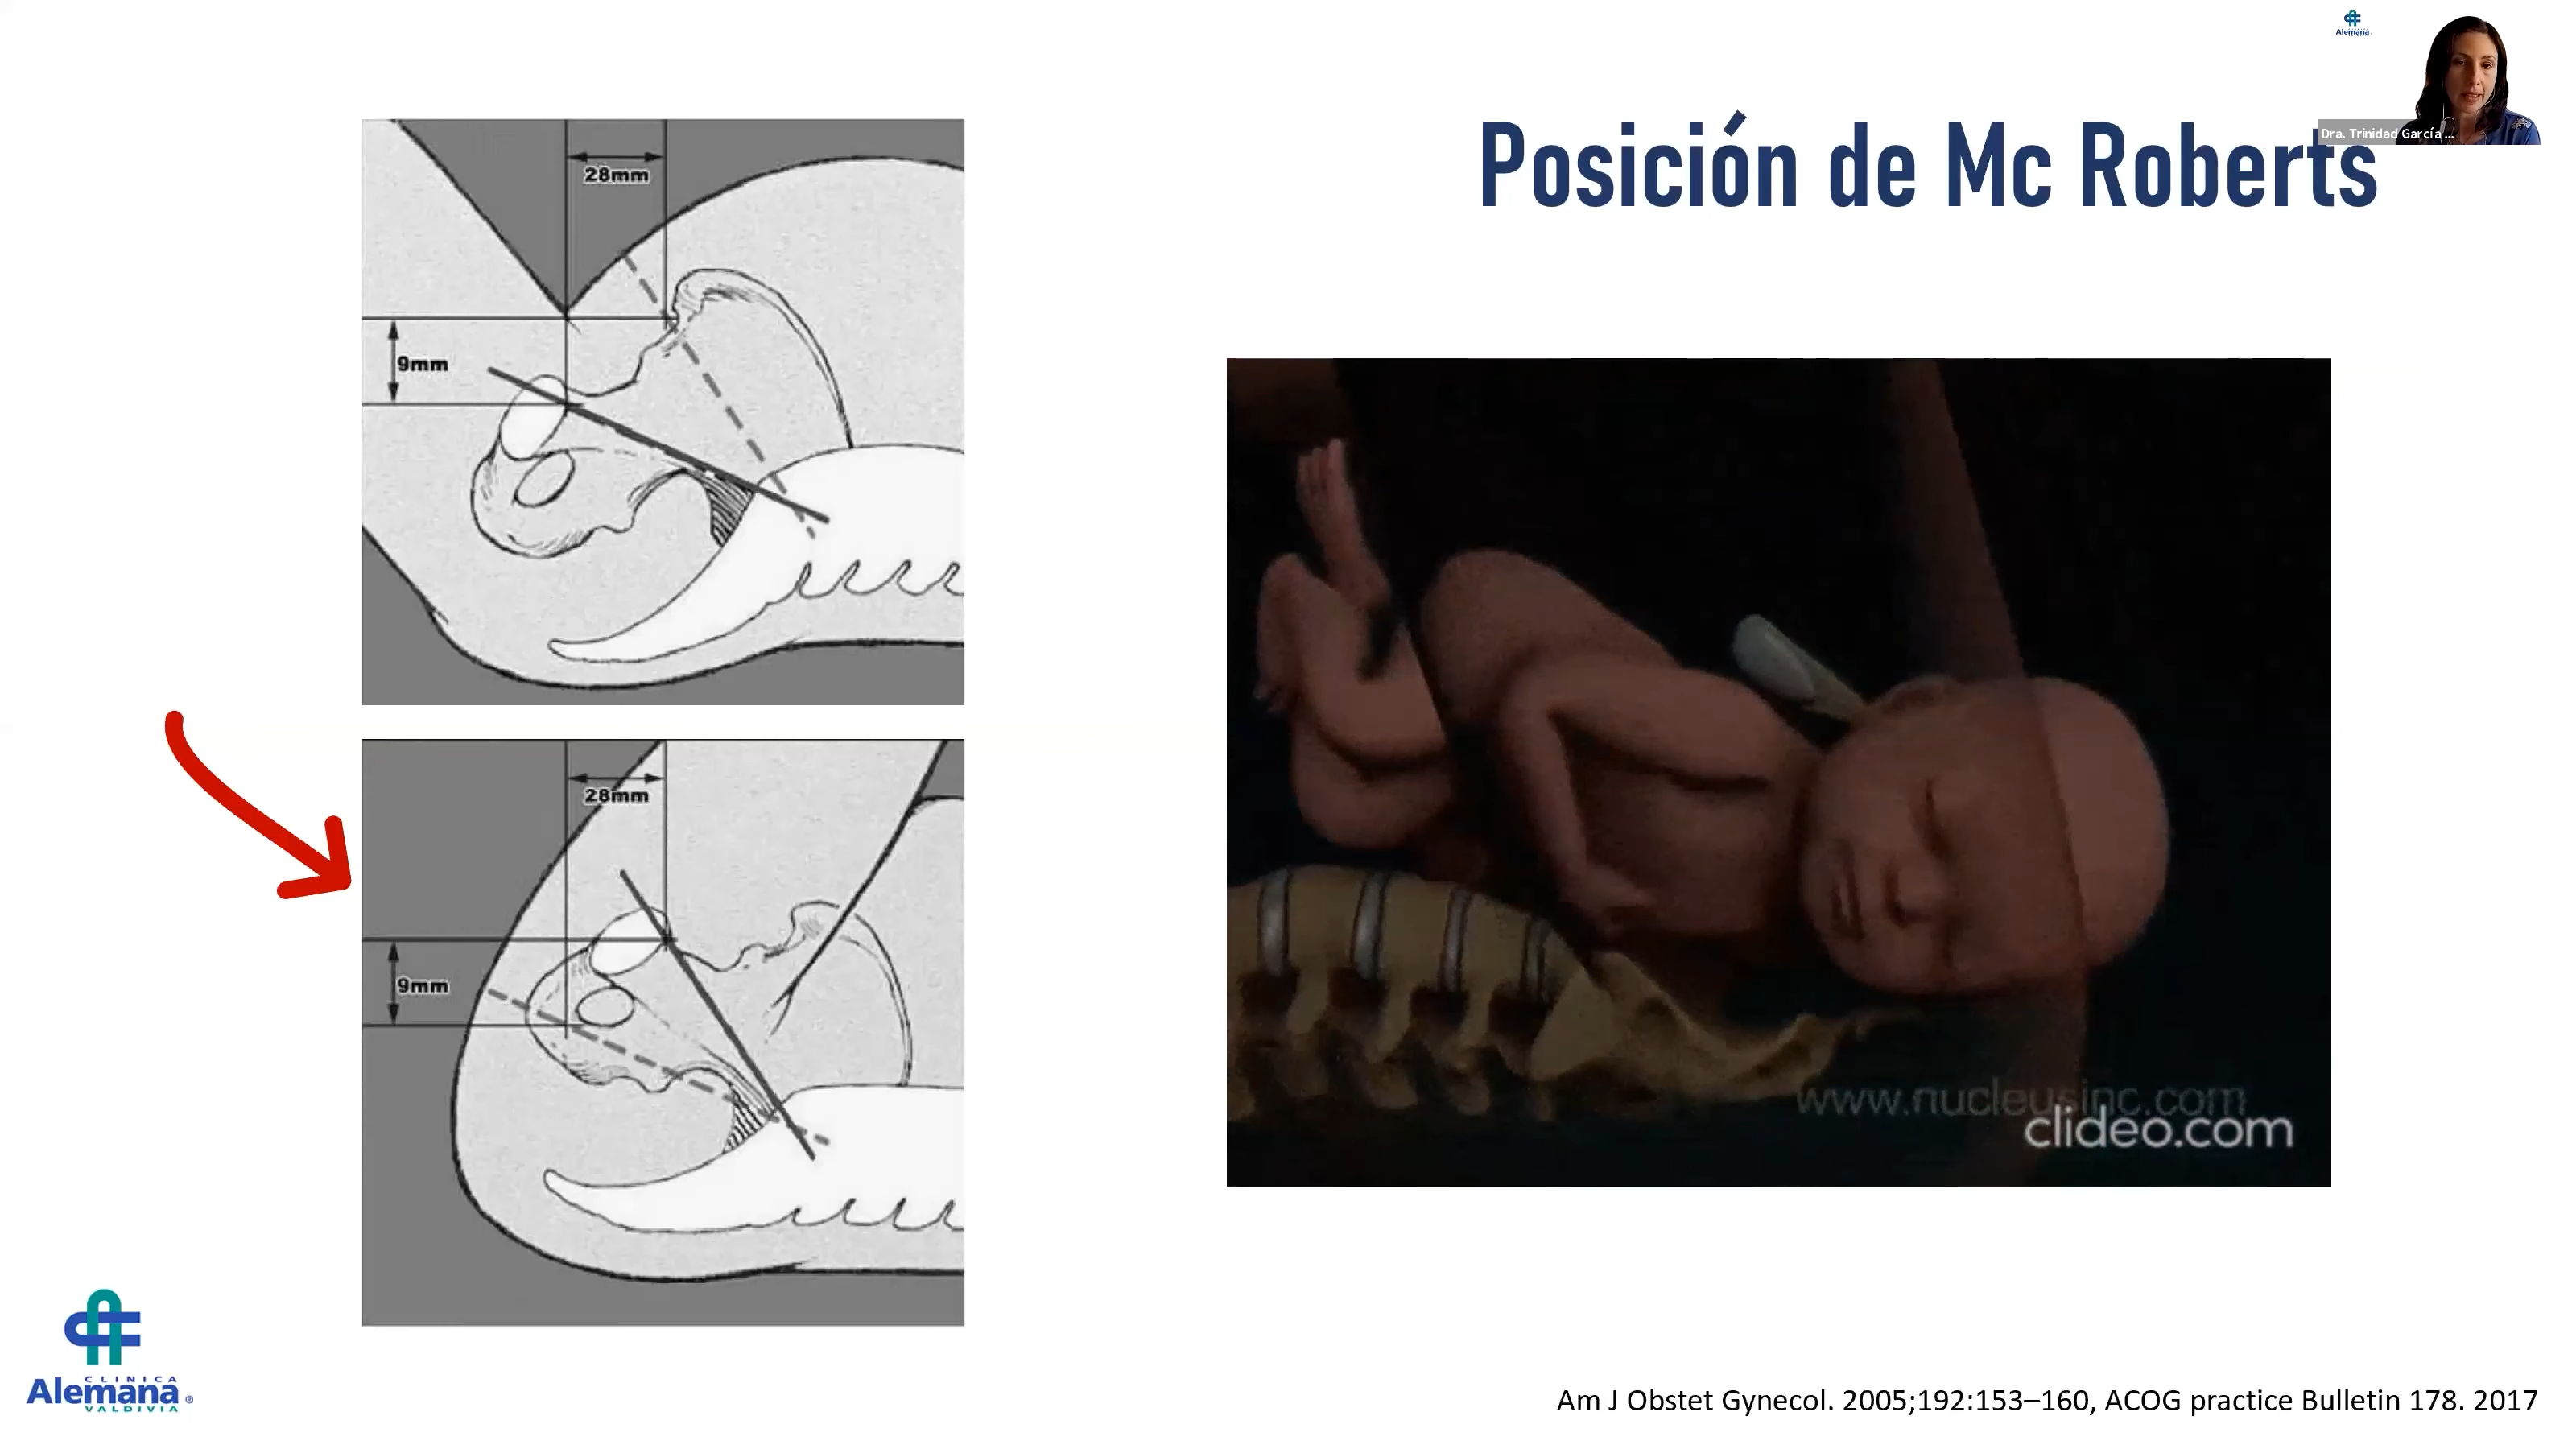 Alemana
Dra. Trinidad García ...
Posición de Mc Roberts
28mm
9mm
28mm
9mm
www.nucleusinc.com
clideo.com
CLINICA
Alemana®
VALDIVIA
Am J Obstet Gynecol. 2005;192:153–160, ACOG practice Bulletin 178. 2017